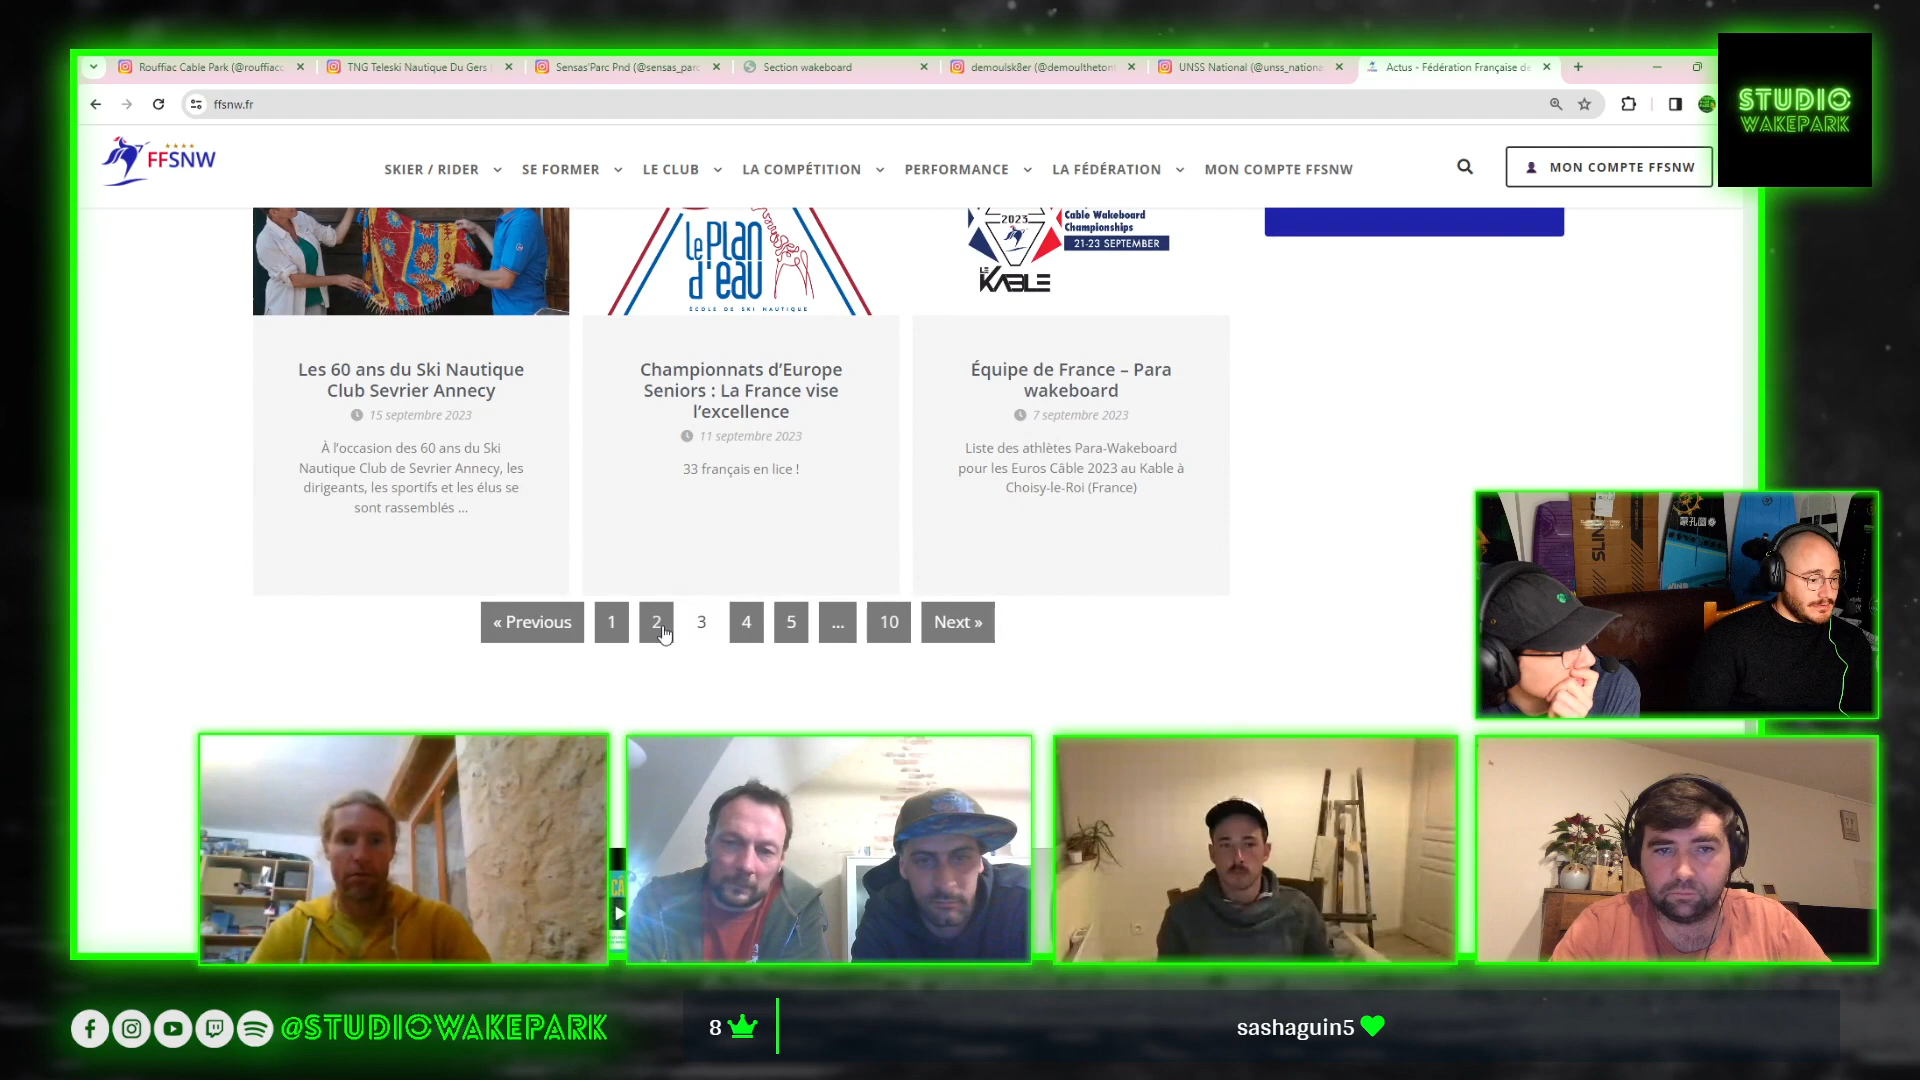 Rouffiac Cable Park (@rouffiacc
TNG Teleski Nautique Du Gers
Sensas'Parc Pnd (@sensas_parc
Section wakeboard
demoulsk8er (@demoulthetont
UNSS National (@unss_nationa
Actus - Fédération Française de
ffsnw.fr
STUDIO
WAKEPARK
FFSNW
SKIER / RIDER
SE FORMER
LE CLUB
LA COMPÉTITION
PERFORMANCE
LA FÉDÉRATION
MON COMPTE FFSNW
MON COMPTE FFSNW
le Plan
d'eau
ÉCOLE DE SKI NAUTIQUE
2023
Cable Wakeboard
Championships
21-23 SEPTEMBER
LE
KABLE
Les 60 ans du Ski Nautique
Club Sevrier Annecy
15 septembre 2023
À l'occasion des 60 ans du Ski
Nautique Club de Sevrier Annecy, les
dirigeants, les sportifs et les élus se
sont rassemblés ...
Championnats d'Europe
Seniors : La France vise
l'excellence
11 septembre 2023
33 français en lice !
Équipe de France – Para
wakeboard
7 septembre 2023
Liste des athlètes Para-Wakeboard
pour les Euros Câble 2023 au Kable à
Choisy-le-Roi (France)
« Previous
1
2
3
4
5
...
10
Next »
@STUDIOWAKEPARK
8
sashaguin5